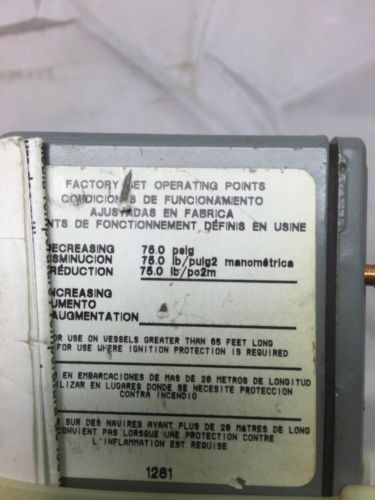 FACTORY SET OPERATING POINTS
CONDICIONES DE FUNCIONAMIENTO
AJUSTADAS EN FABRICA
NTS DE FONCTIONNEMENT DÉFINIS EN USINE
ECREASING 75.0 psig
SMINUCION 75.0 lb/pulg2 manométrica
RÉDUCTION 75.0 lb/po2m
NCREASING
UMENTO
AUGMENTATION
OR USE ON VESSELS GREATER THAN 65 FEET LONG
FOR USE WHERE IGNITION PROTECTION IS REQUIRED
O EN EMBARCACIONES DE MAS DE 20 METROS DE LONGITUD
ILIZAR EN LUGARES DONDE SE NECESITE PROTECCION
CONTRA INCENDIO
SUR DES NAVIRES AYANT PLUS DE 20 MèTRES DE LONG
CONVIENT PAS LORSQUE UNE PROTECTION CONTRE
L'INFLAMMATION EST REQUISE
1281